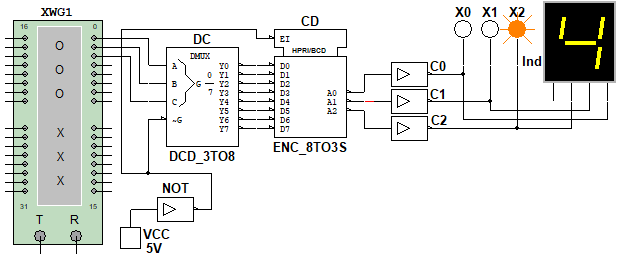 XWG1
16 0
O
O
O
X
X
X
31 15
T R
DC
DMUX
A
B
C
~G
G
0
7
Y0
Y1
Y2
Y3
Y4
Y5
Y6
Y7
DCD_3TO8
NOT
VCC
5V
CD
EI
HPRI/BCD
D0
D1
D2
D3
D4
D5
D6
D7
A0
A1
A2
ENC_8TO3S
C0
C1
C2
X0 X1 X2
Ind
4